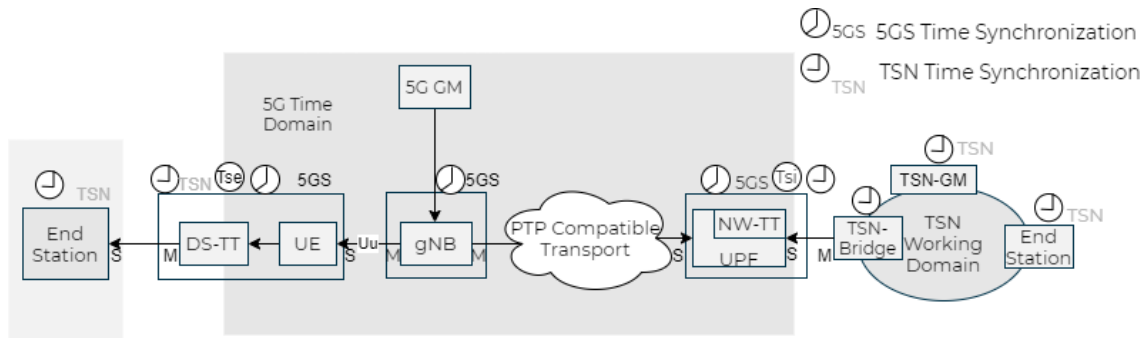 5GS 5GS Time Synchronization
TSN TSN Time Synchronization
5G GM
5G Time
Domain
TSN
TSN Tse 5GS
5GS
5GS Tsi
TSN
TSN-GM
TSN
End
Station
S
M
DS-TT
UE
S
Uu
M
gNB
M
PTP Compatible
Transport
S
NW-TT
UPF
S
M
TSN-
Bridge
TSN
Working
Domain
End
Station